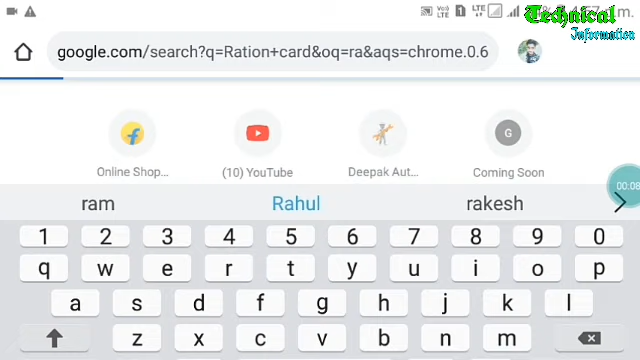 Technical
Information
google.com/search?q=Ration+card&oq=ra&aqs=chrome.0.6
Online Shop... (10) YouTube Deepak Aut... G Coming Soon
00:08
ram Rahul rakesh
1 2 3 4 5 6 7 8 9 0
q w e r t y u i o p
a s d f g h j k l
z x c v b n m